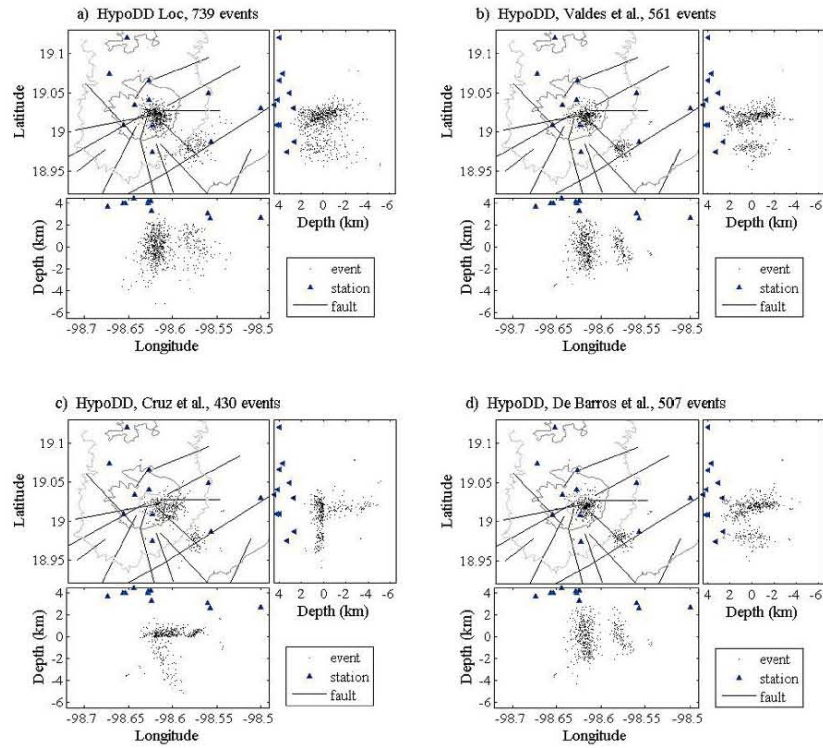 a) HypoDD Loc, 739 events
19.1
19.05
19
18.95
Latitude
4 2 0 -2 -4 -6
Depth (km)
4
2
0
-2
-4
-6
Depth (km)
-98.7 -98.65 -98.6 -98.55 -98.5
Longitude
event
station
fault
b) HypoDD, Valdes et al., 561 events
19.1
19.05
19
18.95
Latitude
4 2 0 -2 -4 -6
Depth (km)
4
2
0
-2
-4
-6
Depth (km)
-98.7 -98.65 -98.6 -98.55 -98.5
Longitude
event
station
fault
c) HypoDD, Cruz et al., 430 events
19.1
19.05
19
18.95
Latitude
4 2 0 -2 -4 -6
Depth (km)
4
2
0
-2
-4
-6
Depth (km)
-98.7 -98.65 -98.6 -98.55 -98.5
Longitude
event
station
fault
d) HypoDD, De Barros et al., 507 events
19.1
19.05
19
18.95
Latitude
4 2 0 -2 -4 -6
Depth (km)
4
2
0
-2
-4
-6
Depth (km)
-98.7 -98.65 -98.6 -98.55 -98.5
Longitude
event
station
fault